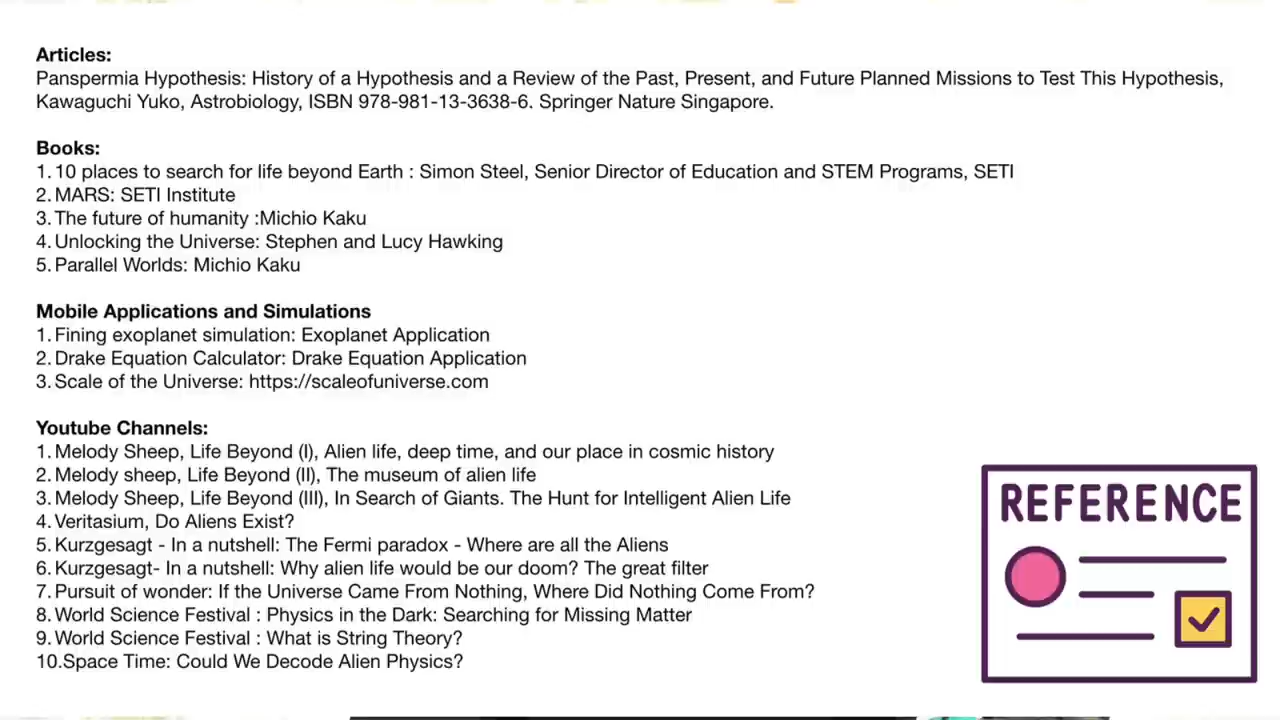 Articles:
Panspermia Hypothesis: History of a Hypothesis and a Review of the Past, Present, and Future Planned Missions to Test This Hypothesis,
Kawaguchi Yuko, Astrobiology, ISBN 978-981-13-3638-6. Springer Nature Singapore.
Books:
1. 10 places to search for life beyond Earth : Simon Steel, Senior Director of Education and STEM Programs, SETI
2. MARS: SETI Institute
3. The future of humanity :Michio Kaku
4. Unlocking the Universe: Stephen and Lucy Hawking
5. Parallel Worlds: Michio Kaku
Mobile Applications and Simulations
1. Fining exoplanet simulation: Exoplanet Application
2. Drake Equation Calculator: Drake Equation Application
3. Scale of the Universe: https://scaleofuniverse.com
Youtube Channels:
1. Melody Sheep, Life Beyond (I), Alien life, deep time, and our place in cosmic history
2. Melody sheep, Life Beyond (II), The museum of alien life
3. Melody Sheep, Life Beyond (III), In Search of Giants. The Hunt for Intelligent Alien Life
4. Veritasium, Do Aliens Exist?
5. Kurzgesagt - In a nutshell: The Fermi paradox - Where are all the Aliens
6. Kurzgesagt- In a nutshell: Why alien life would be our doom? The great filter
7. Pursuit of wonder: If the Universe Came From Nothing, Where Did Nothing Come From?
8. World Science Festival : Physics in the Dark: Searching for Missing Matter
9. World Science Festival : What is String Theory?
10.Space Time: Could We Decode Alien Physics?
REFERENCE